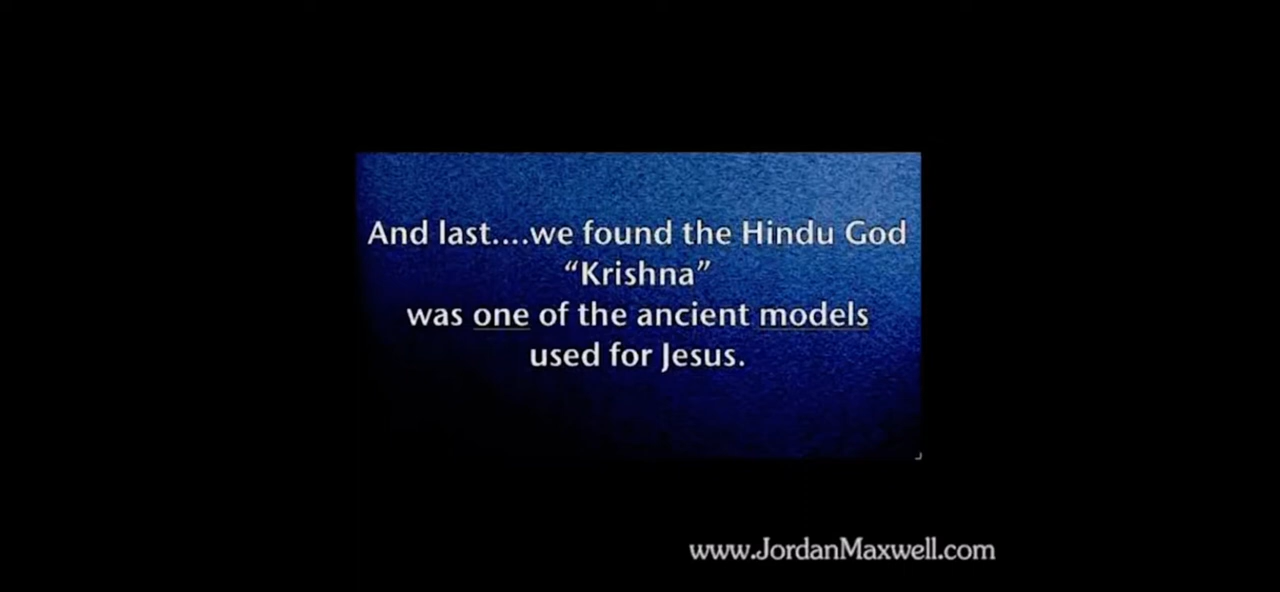 And last....we found the Hindu God
“Krishna”
was one of the ancient models
used for Jesus.
www.JordanMaxwell.com